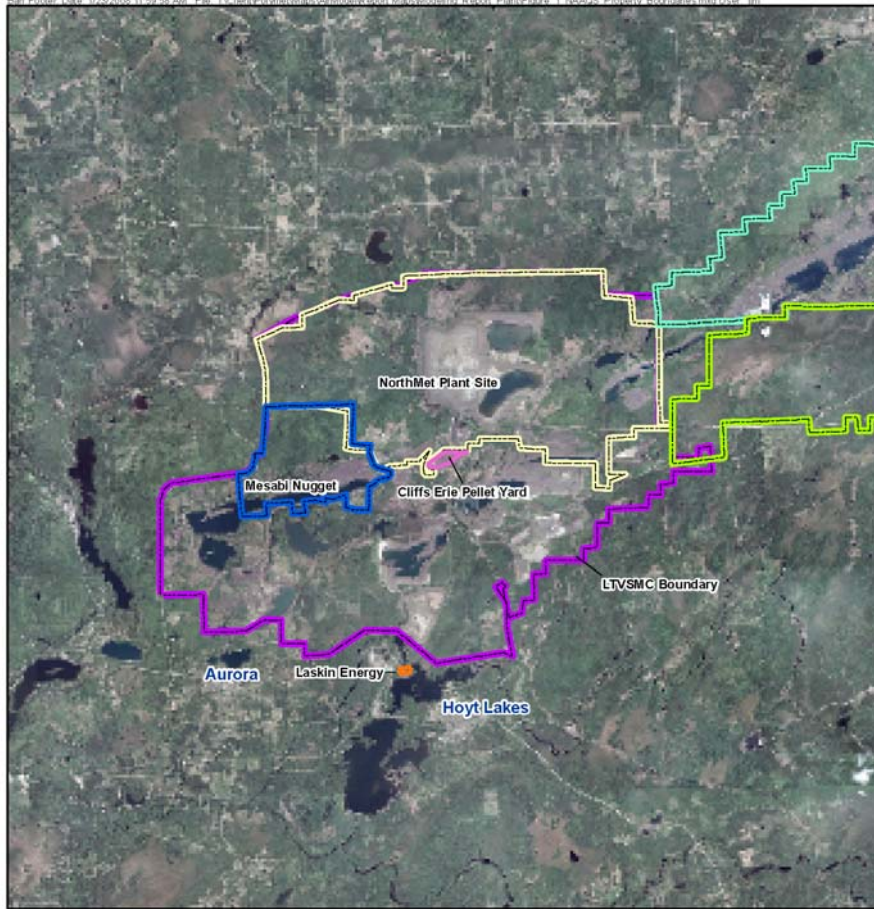 NorthMet Plant Site
Mesabi Nugget
Cliffs Erie Pellet Yard
LTVSMC Boundary
Laskin Energy
Aurora
Hoyt Lakes